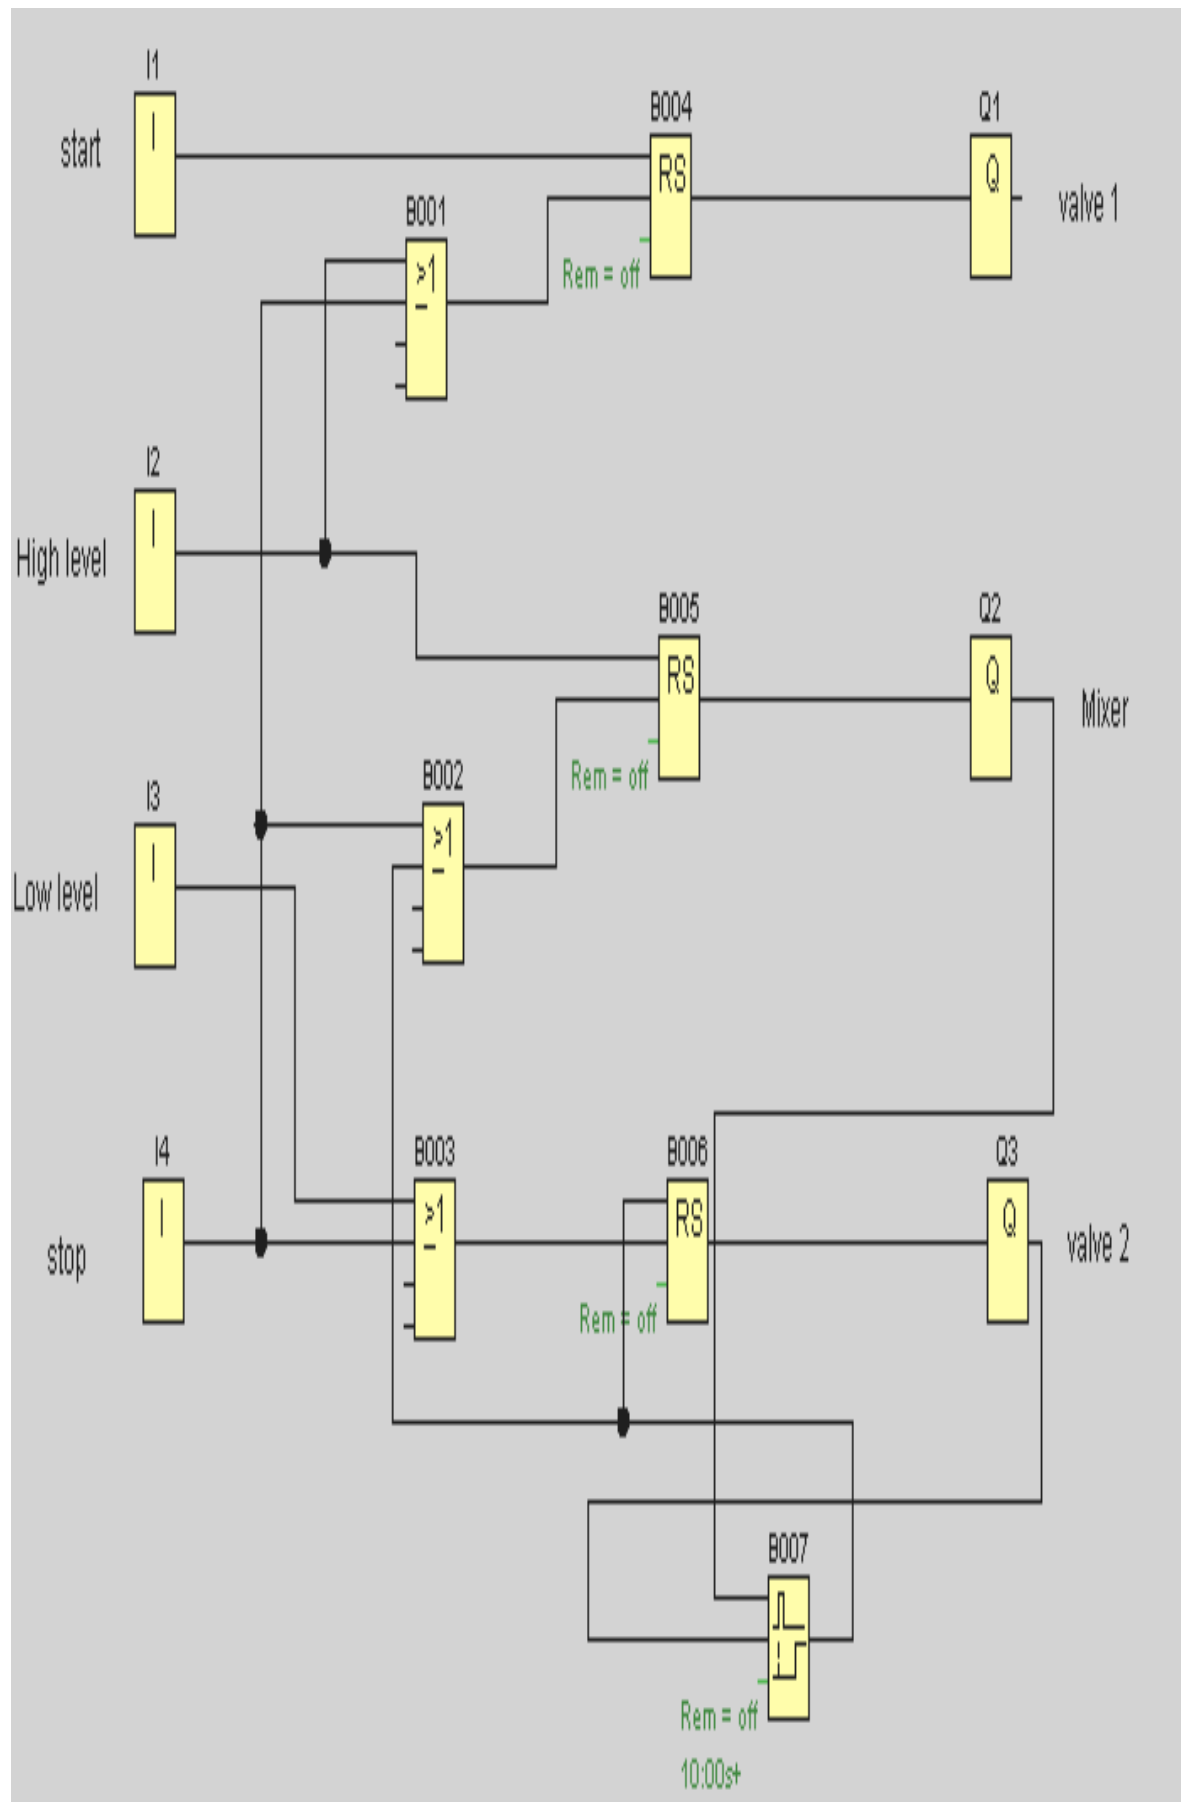 I1
start
I
B004
RS
Rem = off
Q1
Q
valve 1
B001
≥1
I2
High level
I
B005
RS
Rem = off
Q2
Q
Mixer
B002
≥1
I3
Low level
I
I4
stop
I
B003
≥1
B006
RS
Rem = off
Q3
Q
valve 2
B007
Rem = off
10:00s+